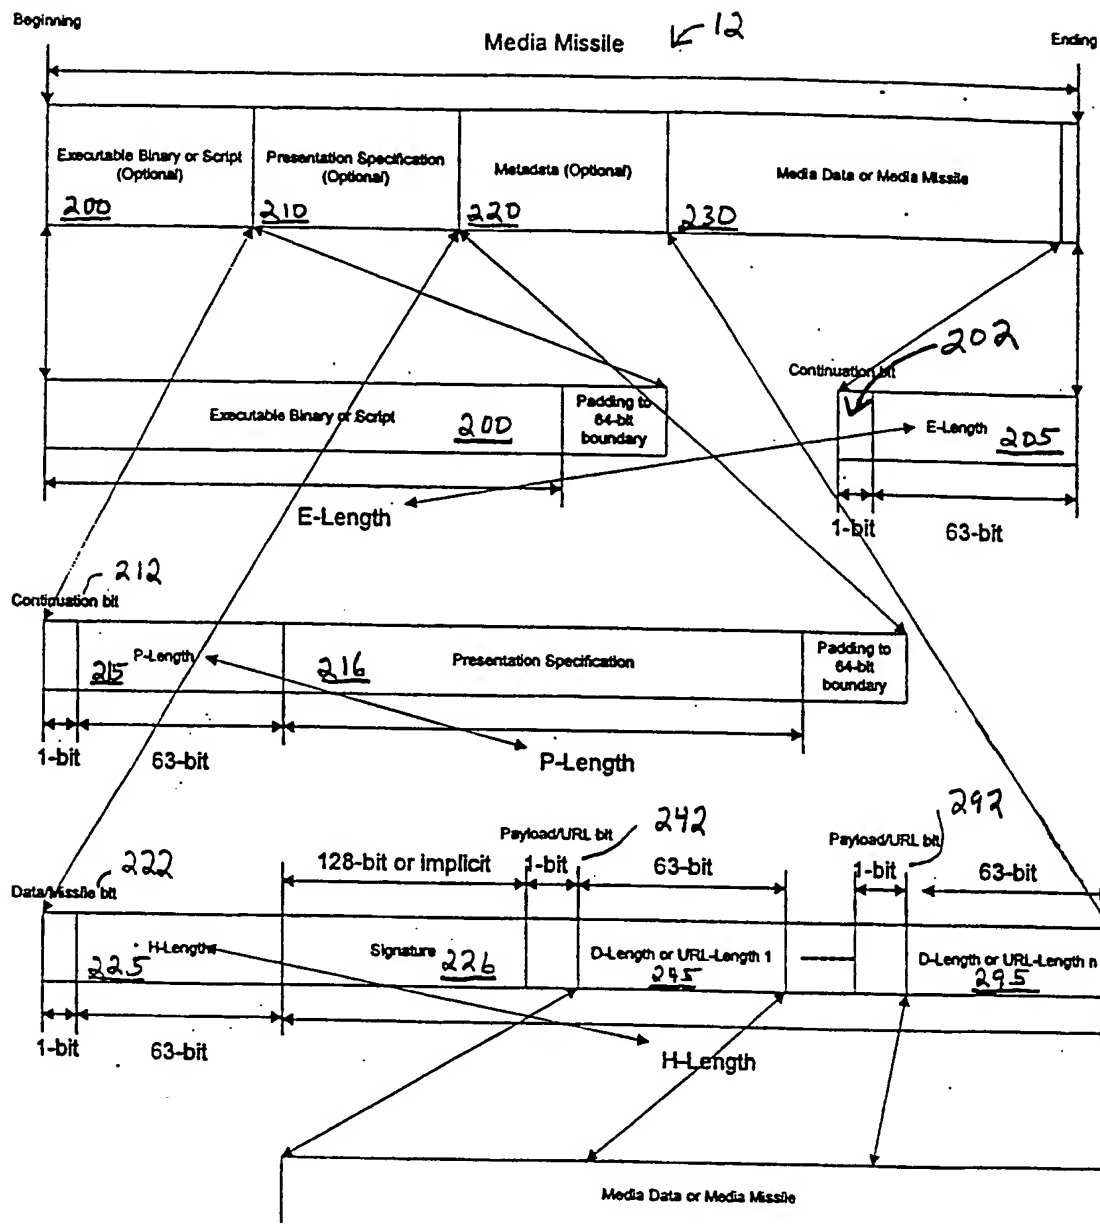 Beginning
Media Missile
12
Ending
Executable Binary or Script
(Optional)
200
Presentation Specification
(Optional)
210
Metadata (Optional)
220
Media Data or Media Missile
230
202
Continuation bit
Executable Binary or Script
200
Padding to
64-bit
boundary
E-Length
205
E-Length
1-bit
63-bit
212
Continuation bit
P-Length
215
216
Presentation Specification
Padding to
64-bit
boundary
1-bit
63-bit
P-Length
242
292
Payload/URL bit
Payload/URL bit
222
128-bit or implicit
1-bit
63-bit
1-bit
63-bit
Data/Missile bit
H-Length
225
Signature
226
D-Length or URL-Length 1
245
D-Length or URL-Length n
295
1-bit
63-bit
H-Length
Media Data or Media Missile